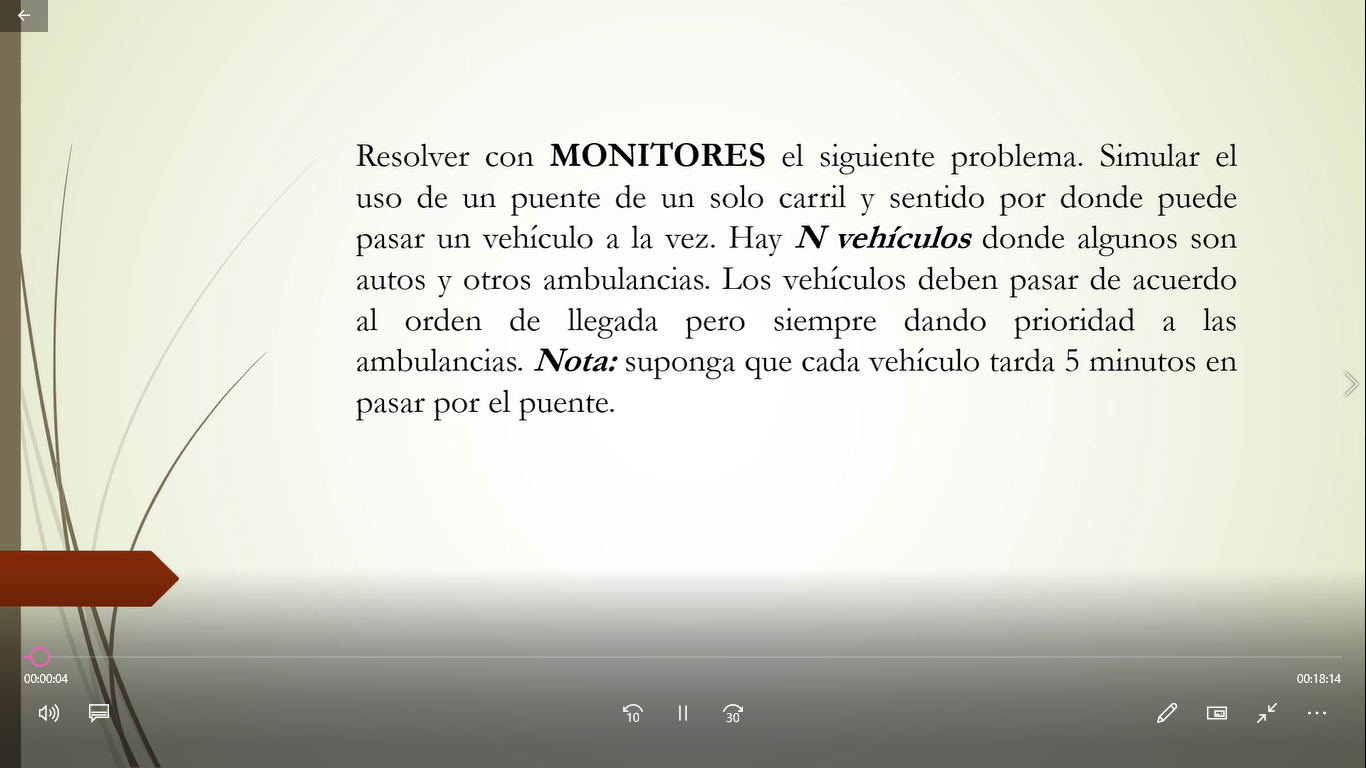 Resolver con MONITORES el siguiente problema. Simular el
uso de un puente de un solo carril y sentido por donde puede
pasar un vehículo a la vez. Hay N vehículos donde algunos son
autos y otros ambulancias. Los vehículos deben pasar de acuerdo
al orden de llegada pero siempre dando prioridad a las
ambulancias. Nota: suponga que cada vehículo tarda 5 minutos en
pasar por el puente.
00:00:04
00:18:14
10
30